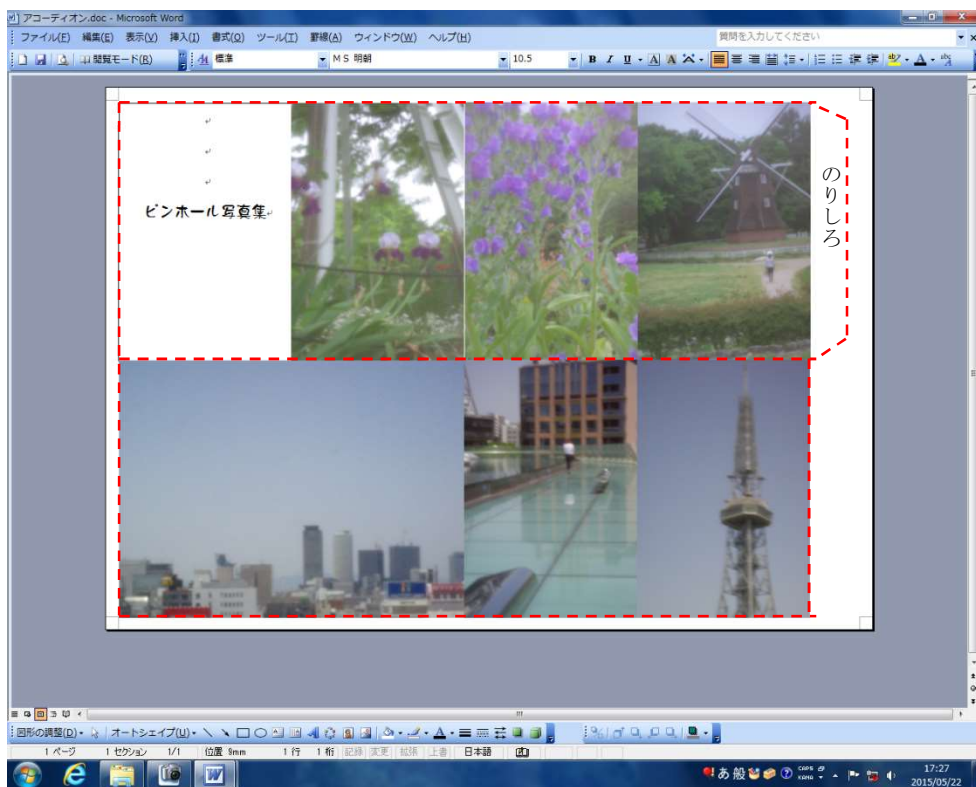 アコーディオン.doc - Microsoft Word
ファイル(F) 編集(E) 表示(V) 挿入(I) 書式(O) ツール(T) 罫線(A) ウィンドウ(W) ヘルプ(H) 質問を入力してください
閲覧モード(R) 標準 ＭＳ 明朝 10.5 B I U A A
ピンホール写真集
のりしろ
図形の調整(D) オートシェイプ(U)
1 ページ 1 セクション 1/1 位置 9mm 1 行 1 桁 記録 変更 拡張 上書 日本語
あ 般 CAPS KANA 17:27
2015/05/22